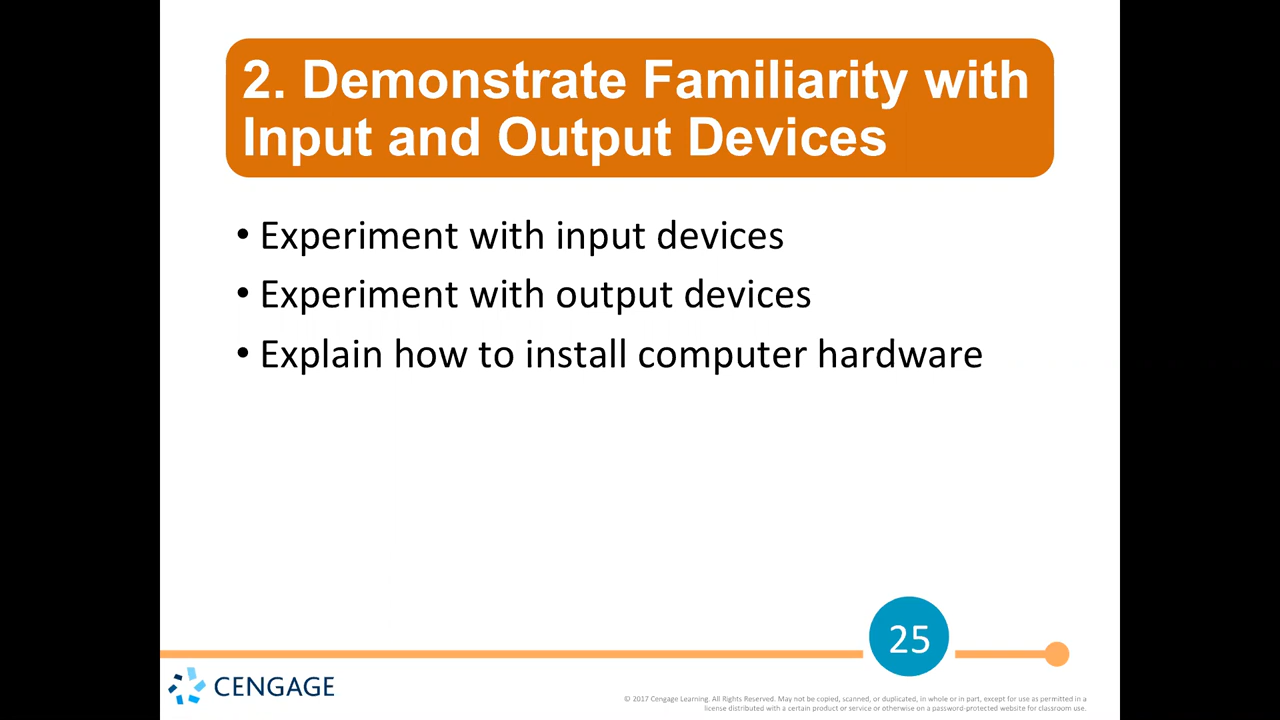 2. Demonstrate Familiarity with
Input and Output Devices
• Experiment with input devices
• Experiment with output devices
• Explain how to install computer hardware
25
CENGAGE
© 2017 Cengage Learning. All Rights Reserved. May not be copied, scanned, or duplicated, in whole or in part, except for use as permitted in a
license distributed with a certain product or service or otherwise on a password-protected website for classroom use.